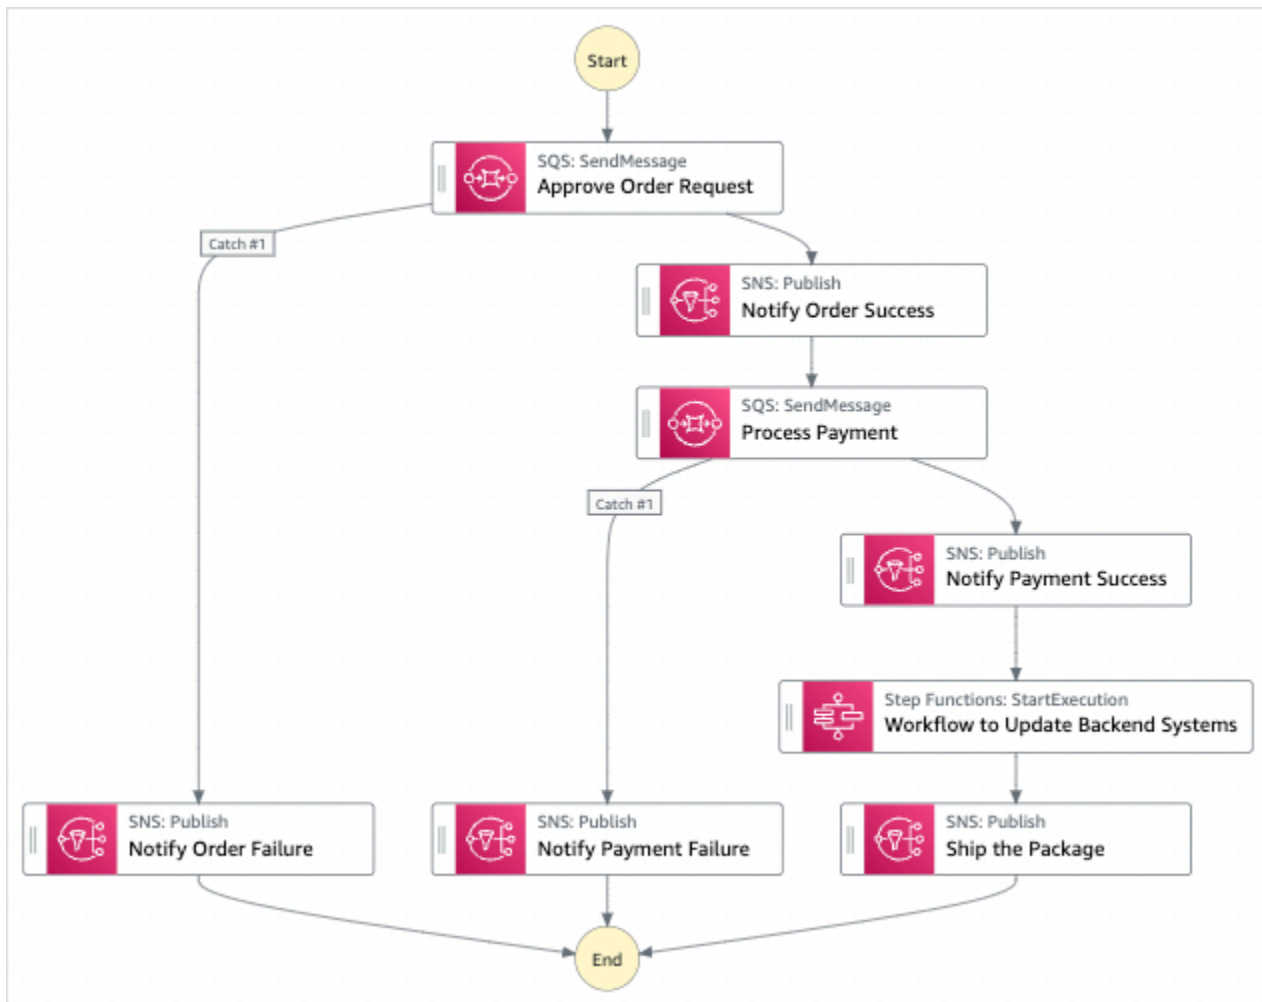 Start
SQS: SendMessage
Approve Order Request
Catch #1
SNS: Publish
Notify Order Success
SQS: SendMessage
Process Payment
Catch #1
SNS: Publish
Notify Payment Success
Step Functions: StartExecution
Workflow to Update Backend Systems
SNS: Publish
Notify Order Failure
SNS: Publish
Notify Payment Failure
SNS: Publish
Ship the Package
End